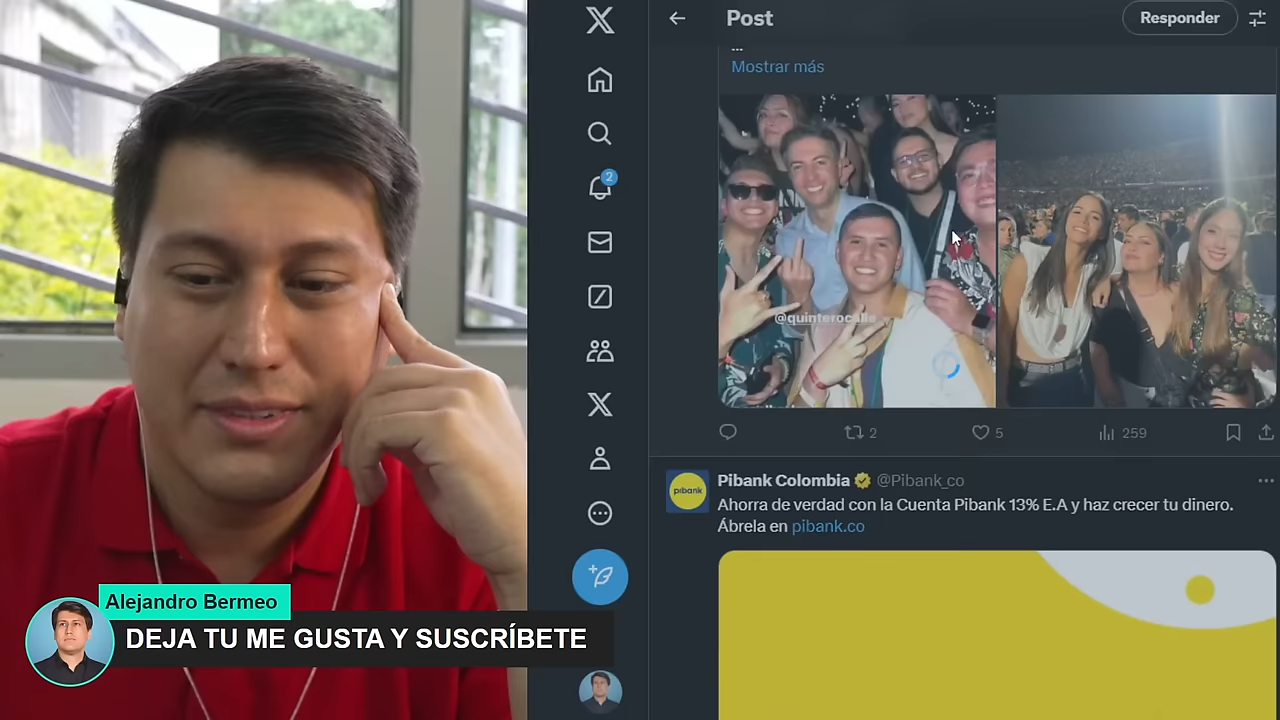 Post
Responder
...
Mostrar más
2
@quinterocalle
2
5
259
Pibank Colombia @Pibank_co
pibank
Ahorra de verdad con la Cuenta Pibank 13% E.A y haz crecer tu dinero.
Ábrela en pibank.co
Alejandro Bermeo
DEJA TU ME GUSTA Y SUSCRÍBETE